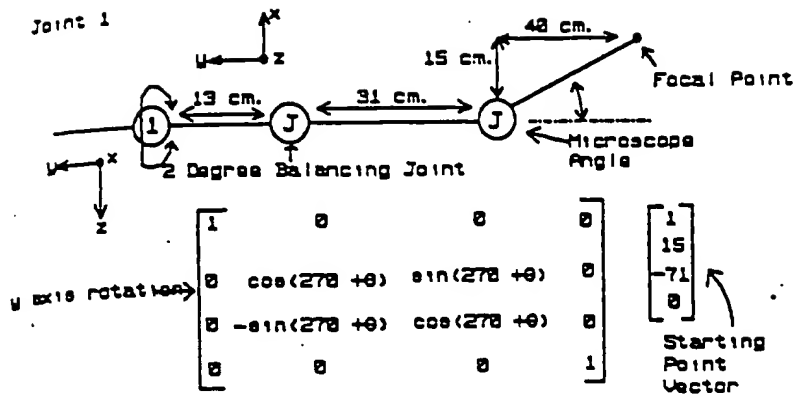 Joint 1
x
y
z
40 cm.
15 cm.
Focal Point
13 cm.
31 cm.
1
J
J
Microscope
Angle
x
y
z
2 Degree Balancing Joint
y axis rotation
1 0 0 0
0 cos(270 +θ) sin(270 +θ) 0
0 -sin(270 +θ) cos(270 +θ) 0
0 0 0 1
1
15
-71
0
Starting
Point
Vector